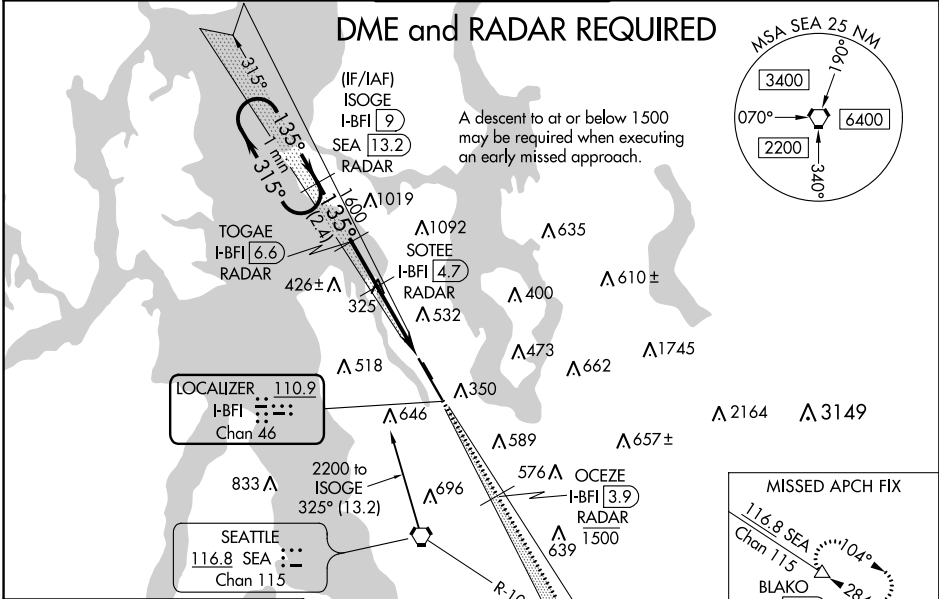 DME and RADAR REQUIRED
MSA SEA 25 NM
190°
3400
070°
6400
2200
340°
315°
135°
1 min
315°
(IF/IAF)
ISOGE
I-BFI 9
SEA 13.2
RADAR
A descent to at or below 1500
may be required when executing
an early missed approach.
1600
135°
(2.4)
1019
1092
635
TOGAE
I-BFI 6.6
RADAR
SOTEE
I-BFI 4.7
RADAR
426±
325
610±
400
532
518
473
662
1745
LOCALIZER 110.9
I-BFI
Chan 46
350
646
2164
3149
589
657±
2200 to
ISOGE
325° (13.2)
833
696
576
OCEZE
I-BFI 3.9
RADAR
1500
639
SEATTLE
116.8 SEA
Chan 115
MISSED APCH FIX
116.8 SEA
Chan 115
104°
BLAKO